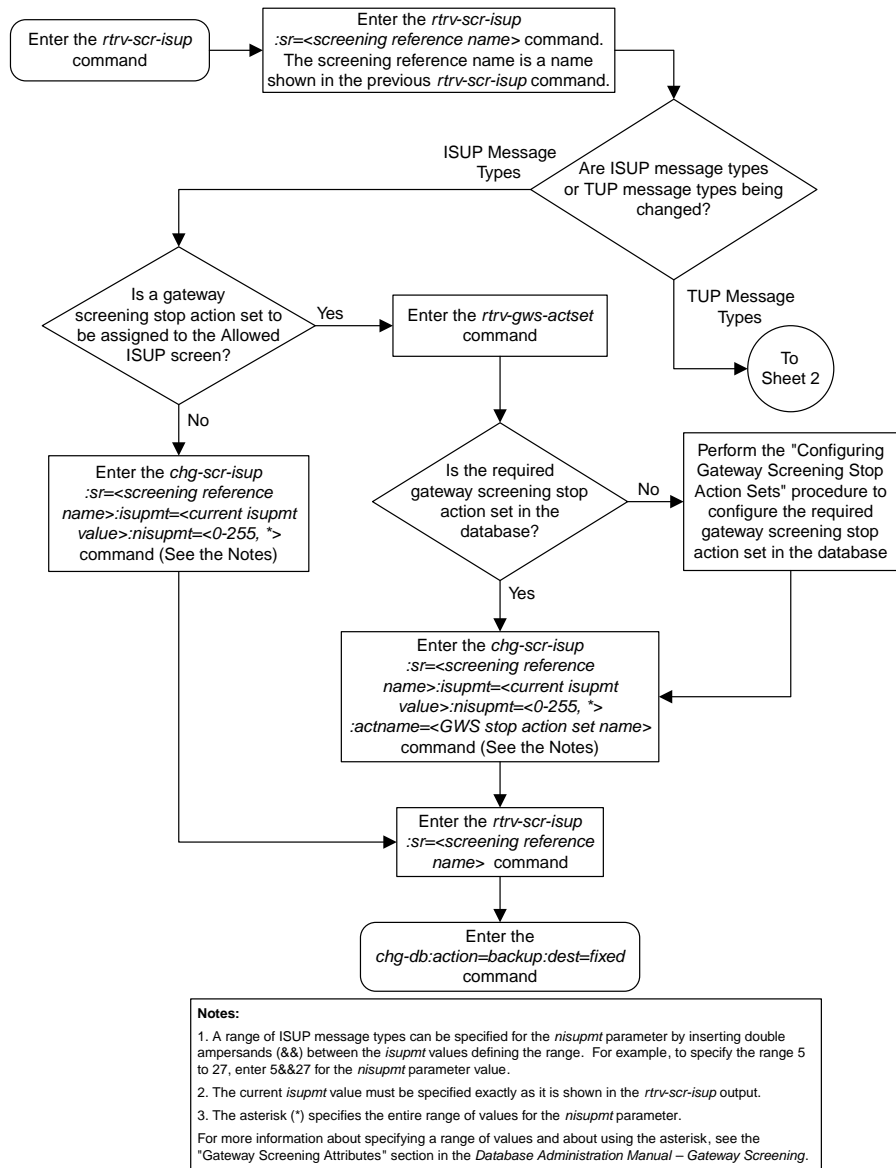 Enter the rtrv-scr-isup
command
Enter the rtrv-scr-isup
:sr=<screening reference name> command.
The screening reference name is a name
shown in the previous rtrv-scr-isup command.
Are ISUP message types
or TUP message types being
changed?
ISUP Message
Types
TUP Message
Types
To
Sheet 2
Is a gateway
screening stop action set to
be assigned to the Allowed
ISUP screen?
Yes
No
Enter the rtrv-gws-actset
command
Is the required
gateway screening stop
action set in the
database?
No
Yes
Perform the "Configuring
Gateway Screening Stop
Action Sets" procedure to
configure the required
gateway screening stop
action set in the database
Enter the chg-scr-isup
:sr=<screening reference
name>:isupmt=<current isupmt
value>:nisupmt=<0-255, *>
command (See the Notes)
Enter the chg-scr-isup
:sr=<screening reference
name>:isupmt=<current isupmt
value>:nisupmt=<0-255, *>
:actname=<GWS stop action set name>
command (See the Notes)
Enter the rtrv-scr-isup
:sr=<screening reference
name> command
Enter the
chg-db:action=backup:dest=fixed
command
Notes:
1. A range of ISUP message types can be specified for the nisupmt parameter by inserting double
ampersands (&&) between the isupmt values defining the range. For example, to specify the range 5
to 27, enter 5&&27 for the nisupmt parameter value.
2. The current isupmt value must be specified exactly as it is shown in the rtrv-scr-isup output.
3. The asterisk (*) specifies the entire range of values for the nisupmt parameter.
For more information about specifying a range of values and about using the asterisk, see the
"Gateway Screening Attributes" section in the Database Administration Manual – Gateway Screening.